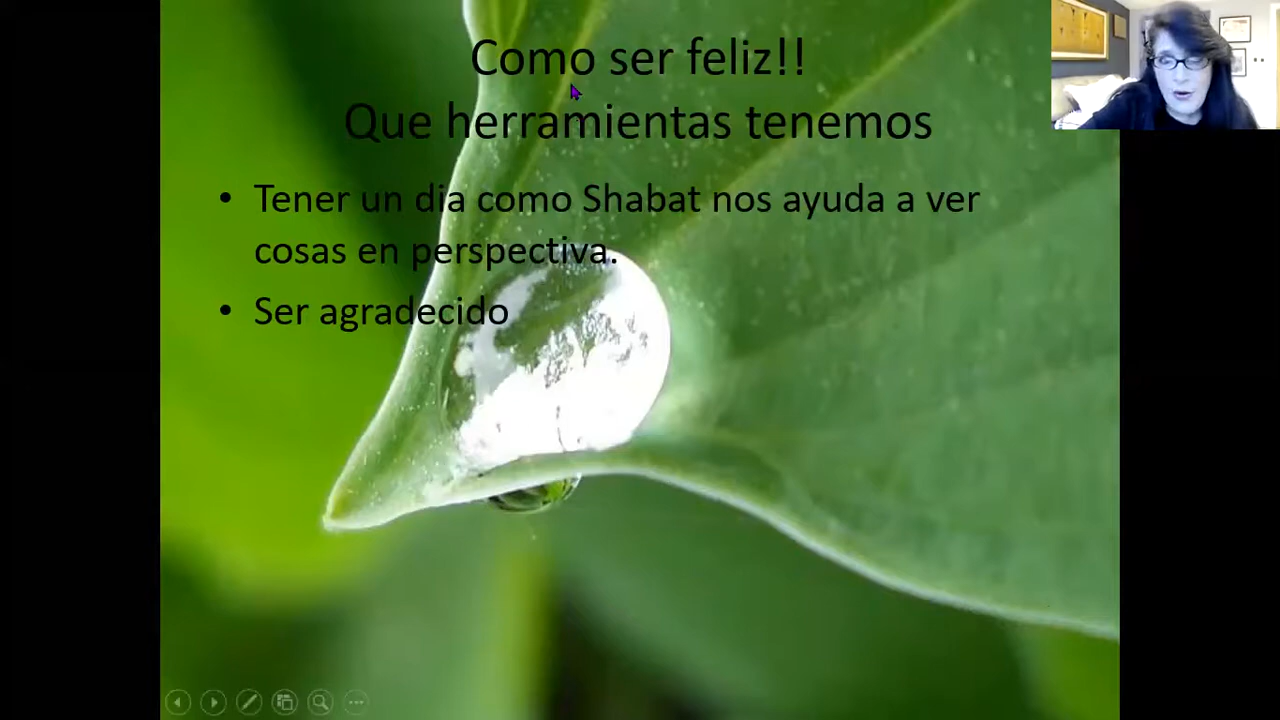 Como ser feliz!!
Que herramientas tenemos
• Tener un dia como Shabat nos ayuda a ver
cosas en perspectiva.
• Ser agradecido